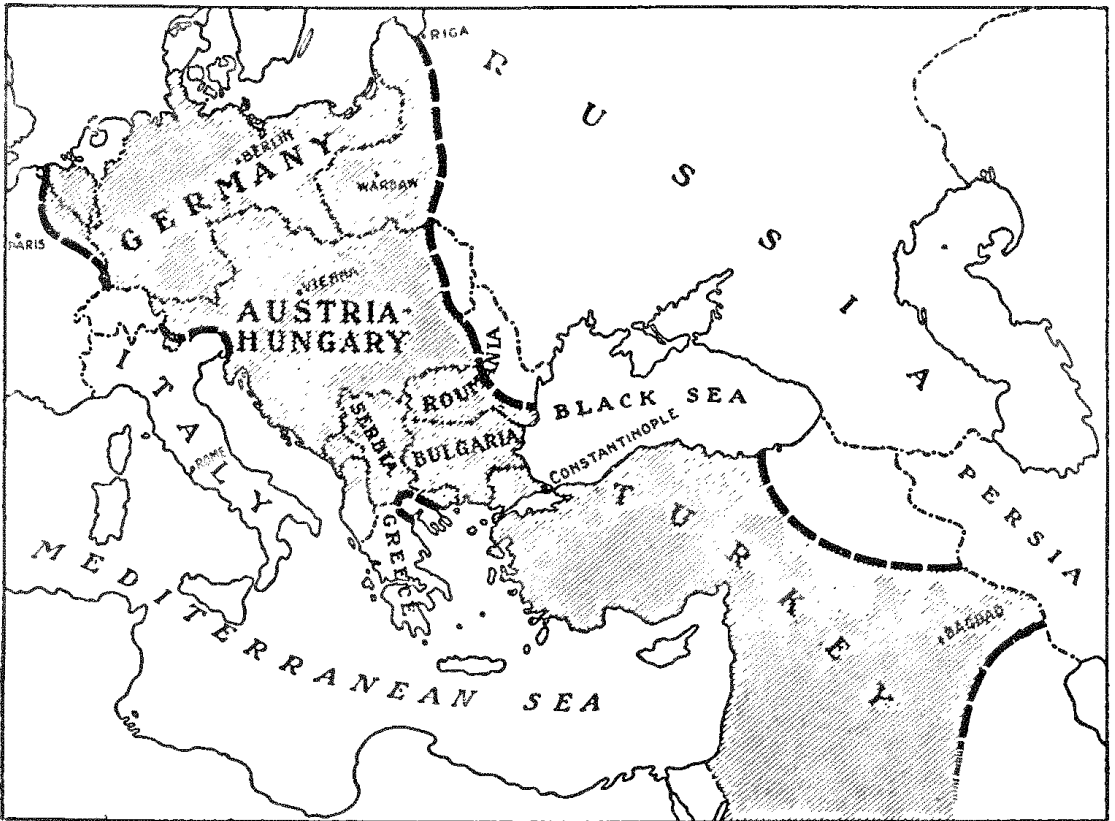 RIGA
RUSSIA
BERLIN
GERMANY
WARSAW
PARIS
VIENNA
AUSTRIA-
HUNGARY
ITALY
ROUMANIA
BLACK SEA
SERBIA
BULGARIA
CONSTANTINOPLE
ROME
TURKEY
PERSIA
GREECE
MEDITERRANEAN SEA
BAGDAD